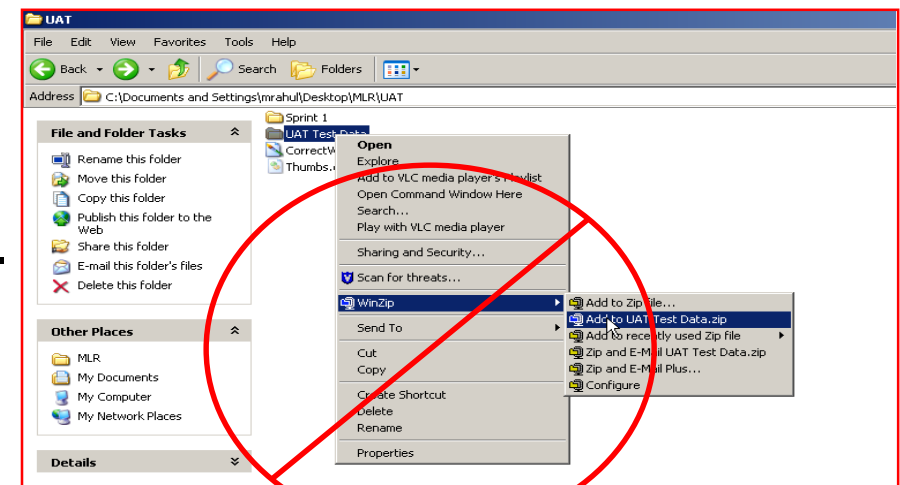 UAT
File Edit View Favorites Tools Help
Back Search Folders
Address C:\Documents and Settings\mrahul\Desktop\MLR\UAT
File and Folder Tasks
Rename this folder
Move this folder
Copy this folder
Publish this folder to the
Web
Share this folder
E-mail this folder's files
Delete this folder
Other Places
MLR
My Documents
My Computer
My Network Places
Details
Sprint 1
UAT Test Data
CorrectW
Thumbs.
Open
Explore
Add to VLC media player's Playlist
Open Command Window Here
Search...
Play with VLC media player
Sharing and Security...
Scan for threats...
WinZip
Send To
Cut
Copy
Create Shortcut
Delete
Rename
Properties
Add to Zip file...
Add to UAT Test Data.zip
Add to recently used Zip file
Zip and E-Mail UAT Test Data.zip
Zip and E-Mail Plus...
Configure